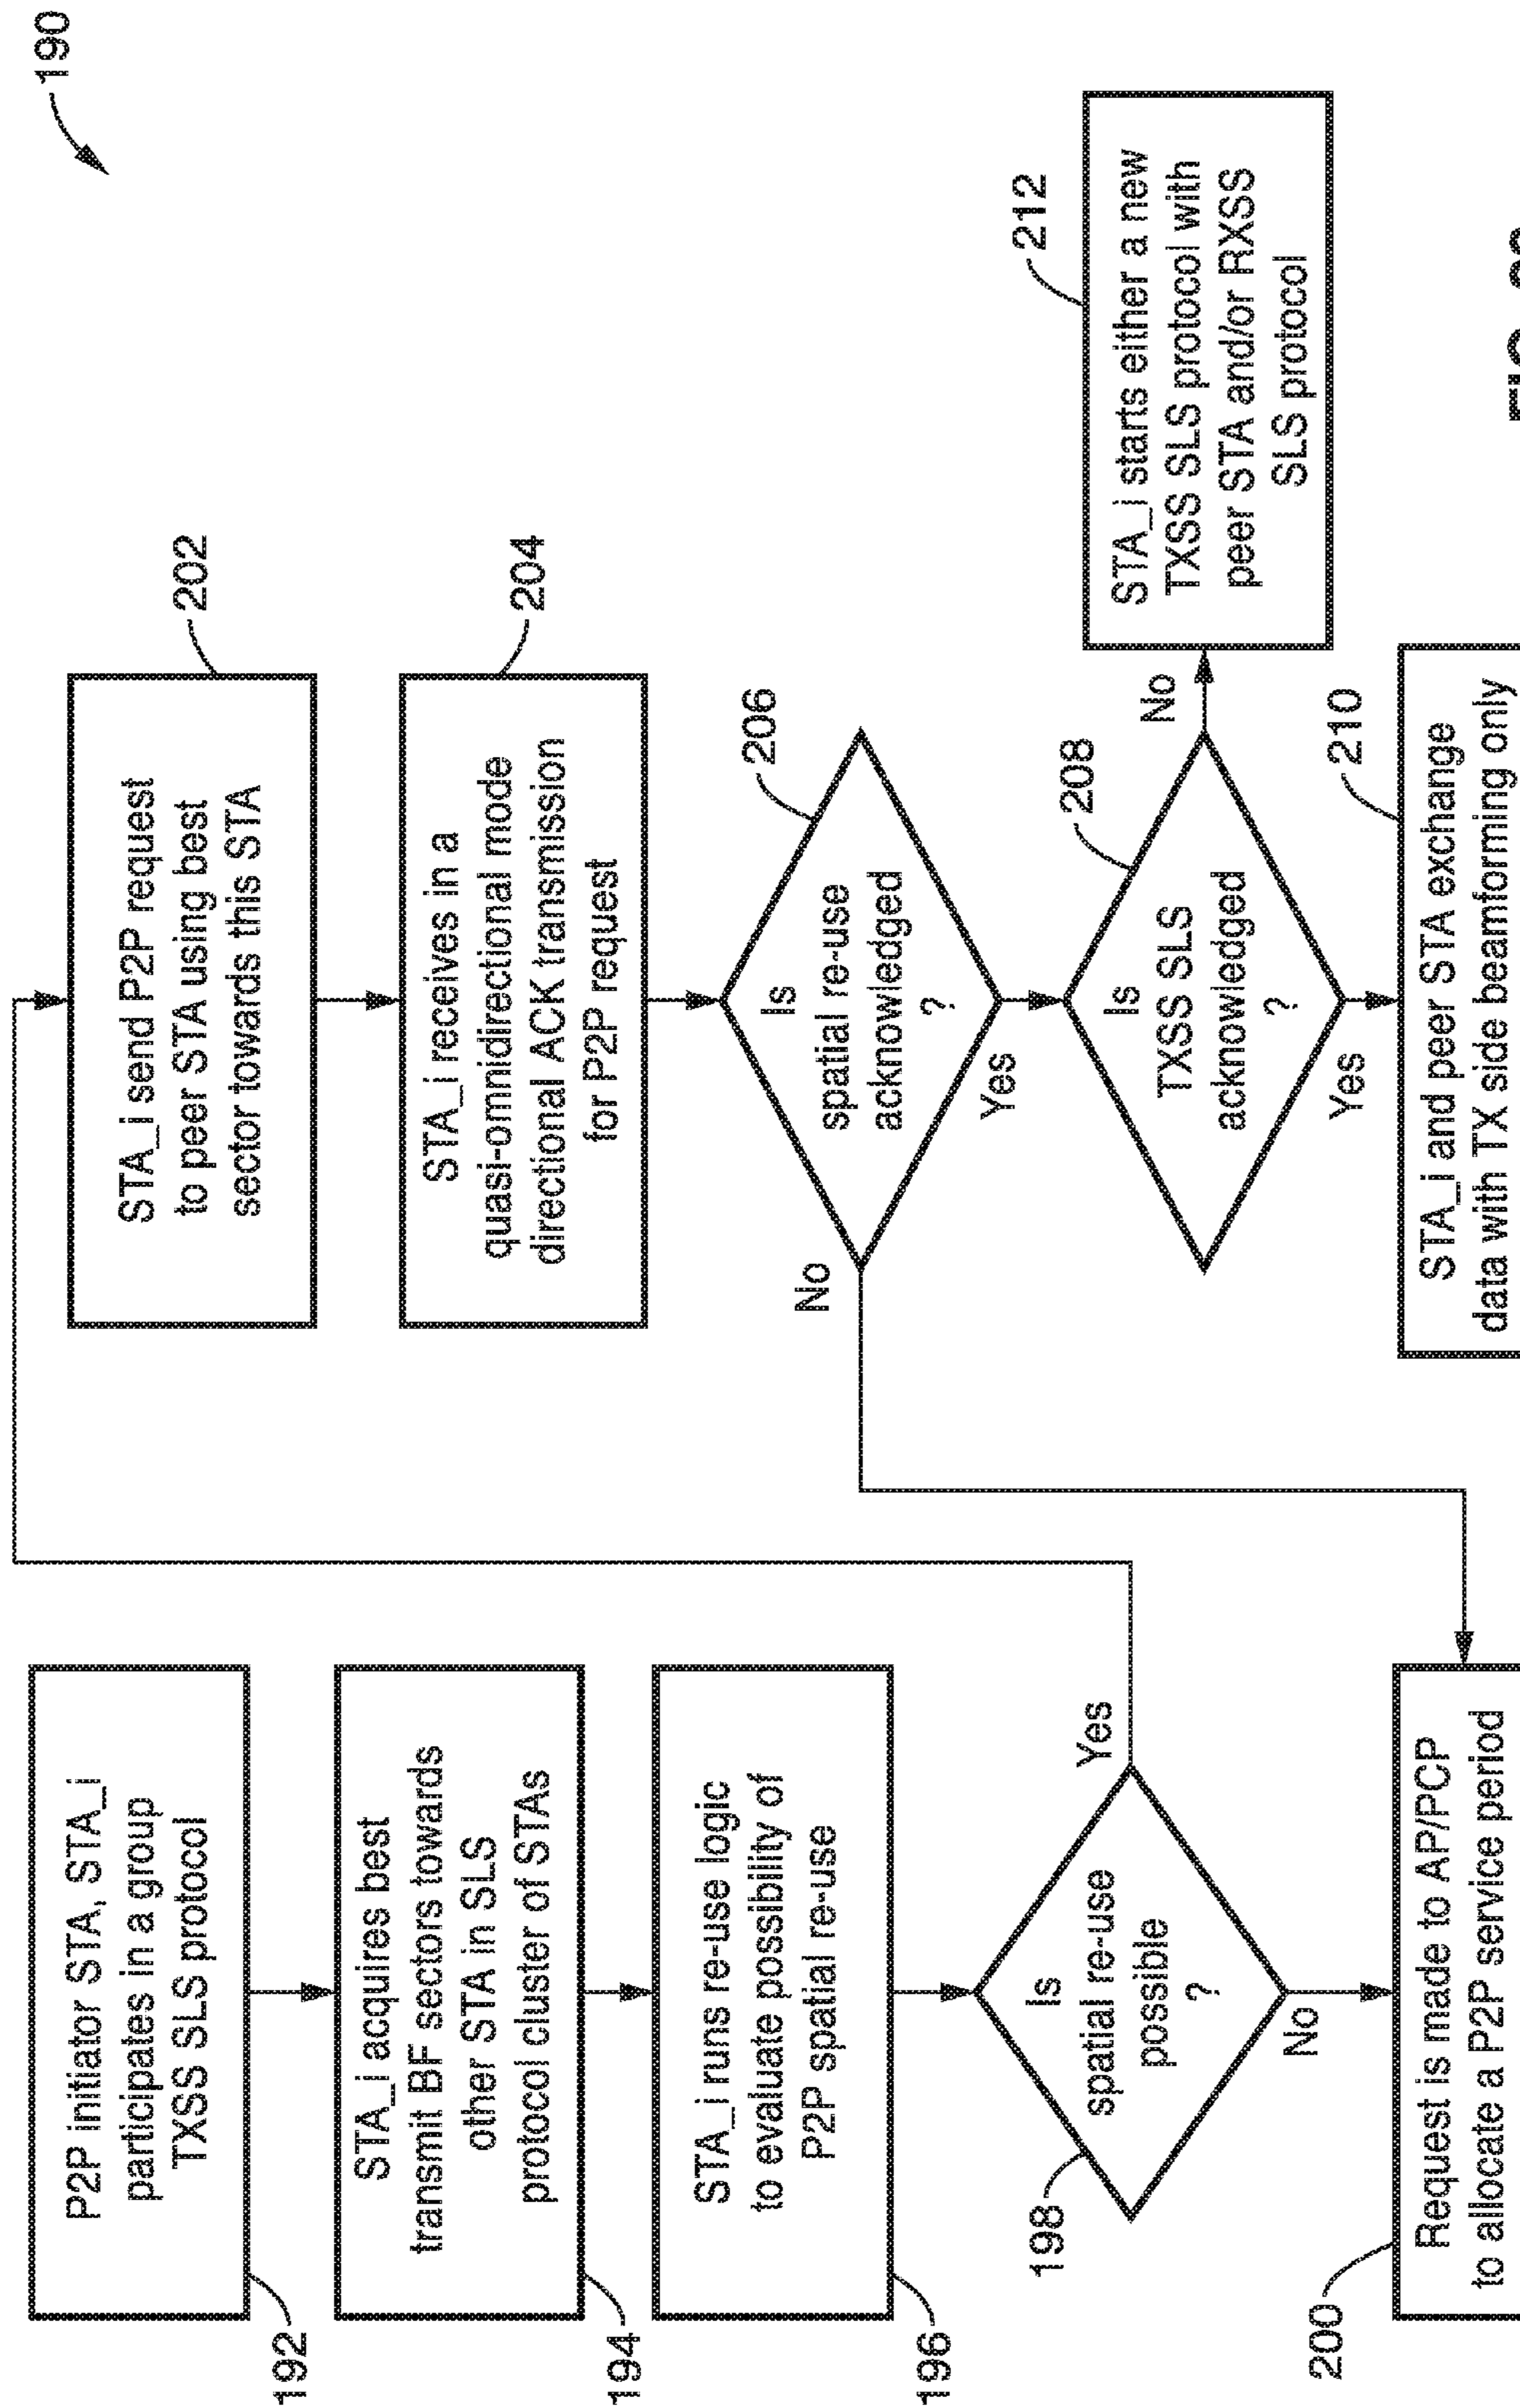 190
P2P initiator STA, STA_i
participates in a group
TXSS SLS protocol
192
STA_i acquires best
transmit BF sectors towards
other STA in SLS
protocol cluster of STAs
194
STA_i runs re-use logic
to evaluate possibility of
P2P spatial re-use
196
Is
spatial re-use
possible
?
198
Yes
No
Request is made to AP/PCP
to allocate a P2P service period
200
STA_i send P2P request
to peer STA using best
sector towards this STA
202
STA_i receives in a
quasi-omnidirectional mode
directional ACK transmission
for P2P request
204
Is
spatial re-use
acknowledged
?
206
No
Yes
Is
TXSS SLS
acknowledged
?
208
No
Yes
STA_i and peer STA exchange
data with TX side beamforming only
210
STA_i starts either a new
TXSS SLS protocol with
peer STA and/or RXSS
SLS protocol
212